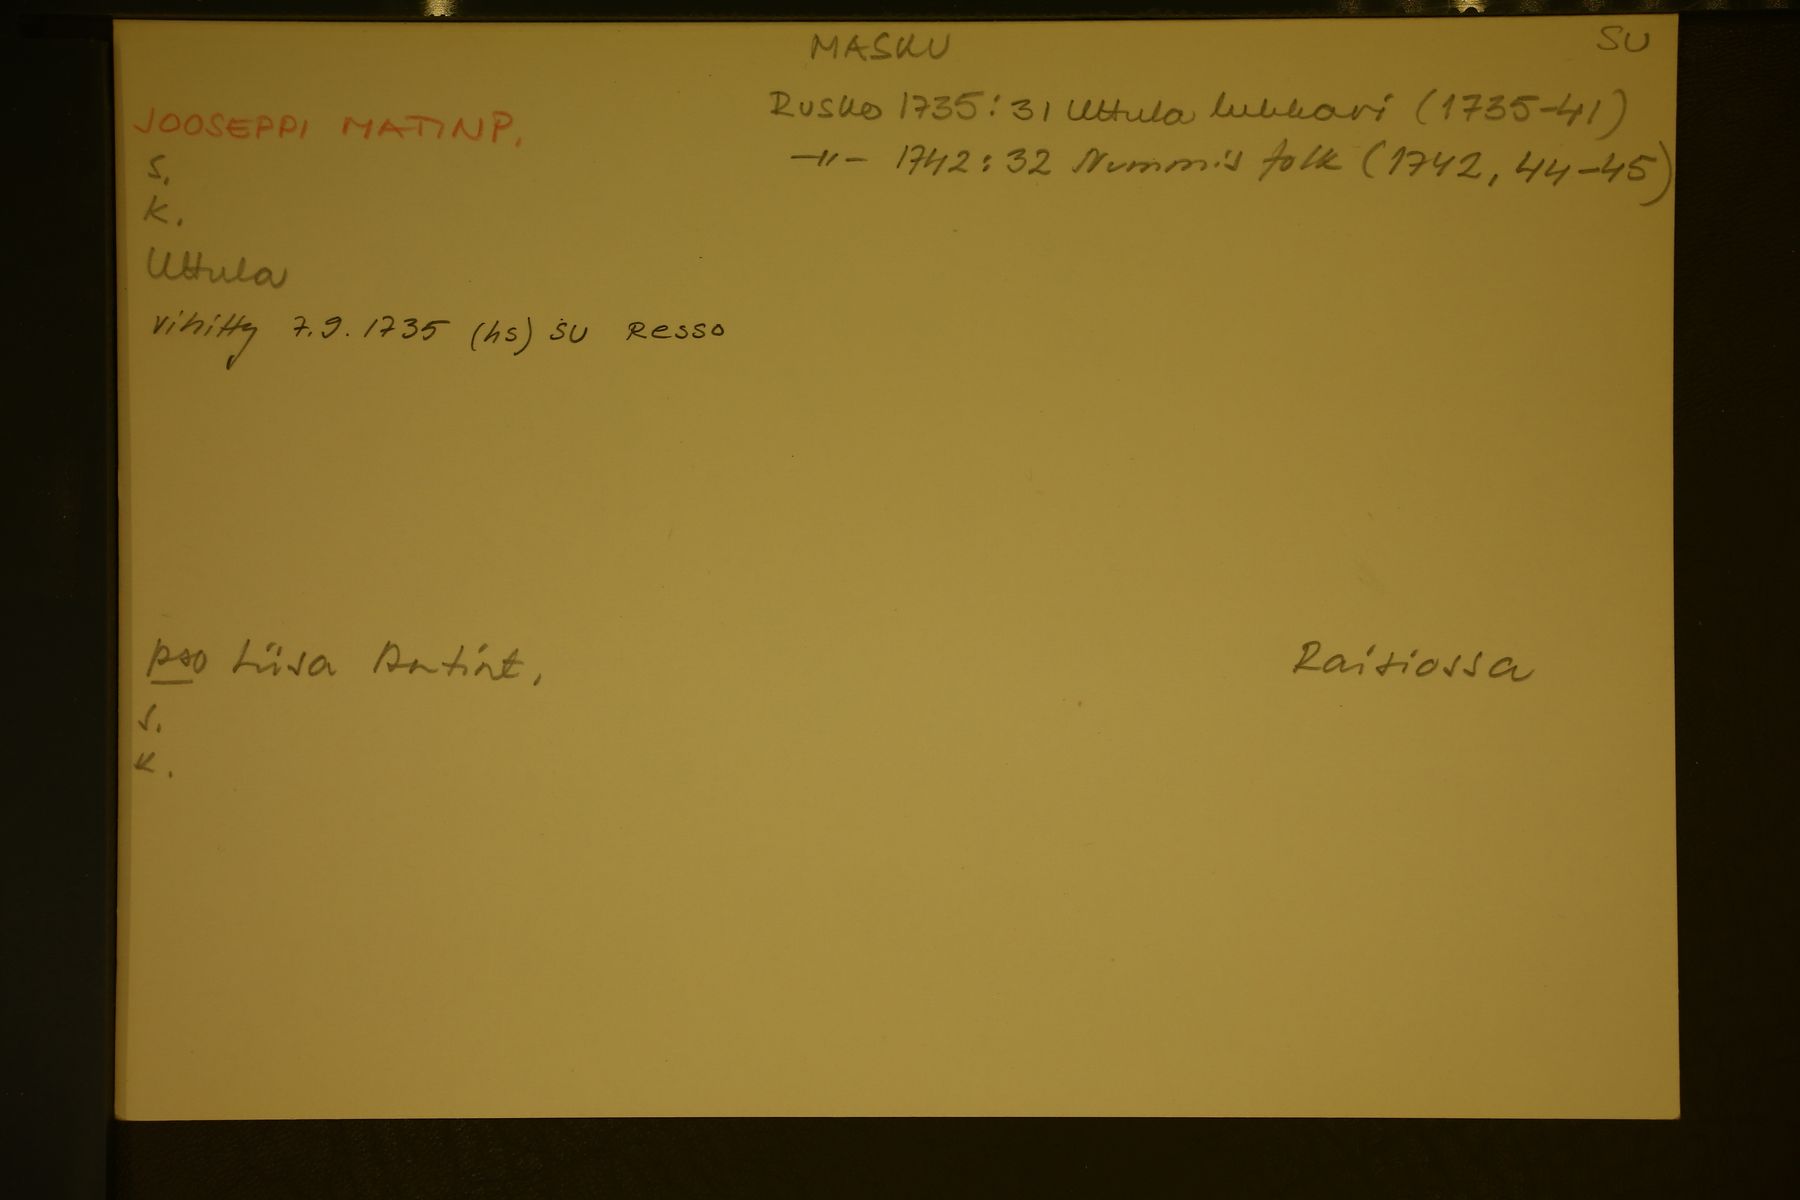 MASKU SU
JOOSEPPI MATINP. Rusko 1735:31 Uttula lukkari (1735-41)
s. -"- 1742:32 Nummis folk (1742, 44-45)
k.
Uttula
vihitty 7.9.1735 (hs) SU Resso
pso Liisa Antint. Raisiossa
s.
k.